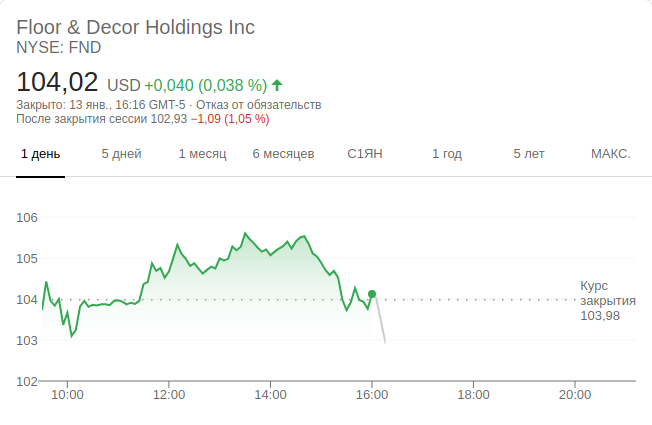 Floor & Decor Holdings Inc
NYSE: FND
104,02 USD +0,040 (0,038 %)
Закрыто: 13 янв., 16:16 GMT-5 · Отказ от обязательств
После закрытия сессии 102,93 −1,09 (1,05 %)
1 день 5 дней 1 месяц 6 месяцев С1ЯН 1 год 5 лет МАКС.
106
105
104
103
102
Курс
закрытия
103,98
10:00 12:00 14:00 16:00 18:00 20:00